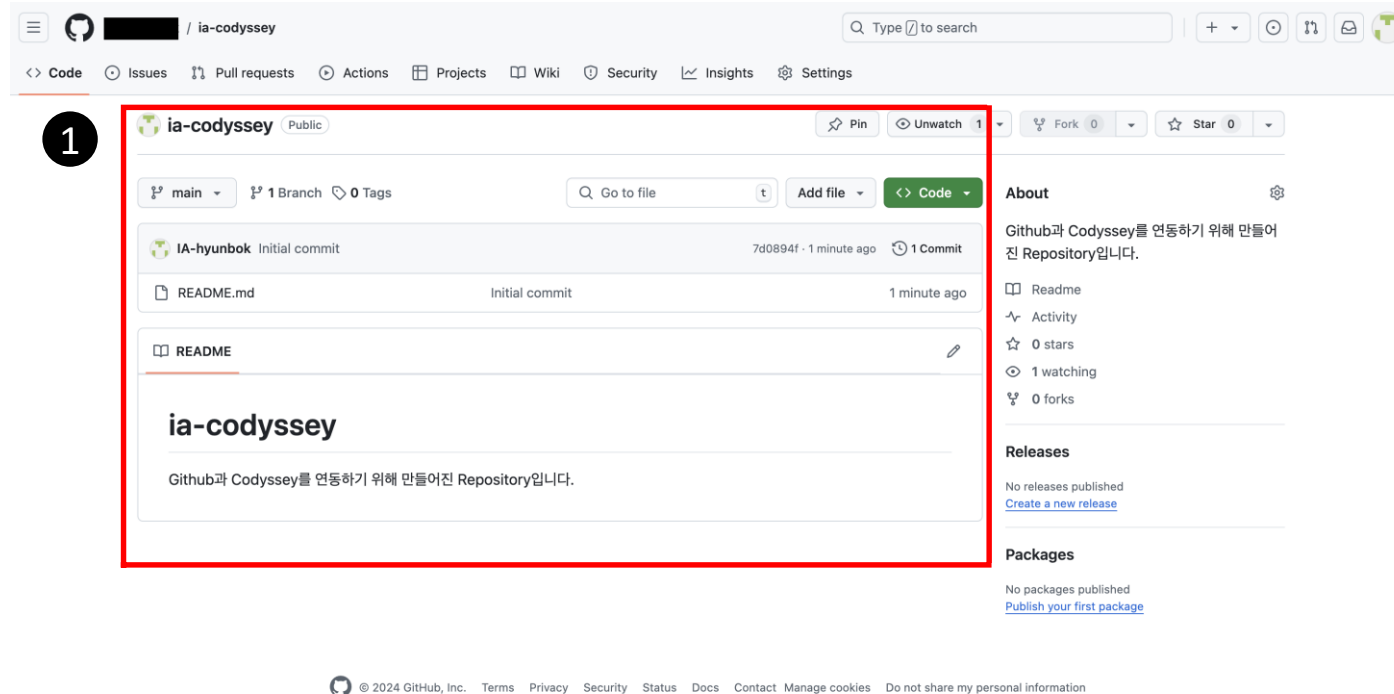 / ia-codyssey
Type / to search
Code Issues Pull requests Actions Projects Wiki Security Insights Settings
1
ia-codyssey Public
Pin Unwatch 1 Fork 0 Star 0
main 1 Branch 0 Tags
Go to file t Add file Code
IA-hyunbok Initial commit 7d0894f · 1 minute ago 1 Commit
README.md Initial commit 1 minute ago
README
ia-codyssey
Github과 Codyssey를 연동하기 위해 만들어진 Repository입니다.
About
Github과 Codyssey를 연동하기 위해 만들어
진 Repository입니다.
Readme
Activity
0 stars
1 watching
0 forks
Releases
No releases published
Create a new release
Packages
No packages published
Publish your first package
© 2024 GitHub, Inc. Terms Privacy Security Status Docs Contact Manage cookies Do not share my personal information